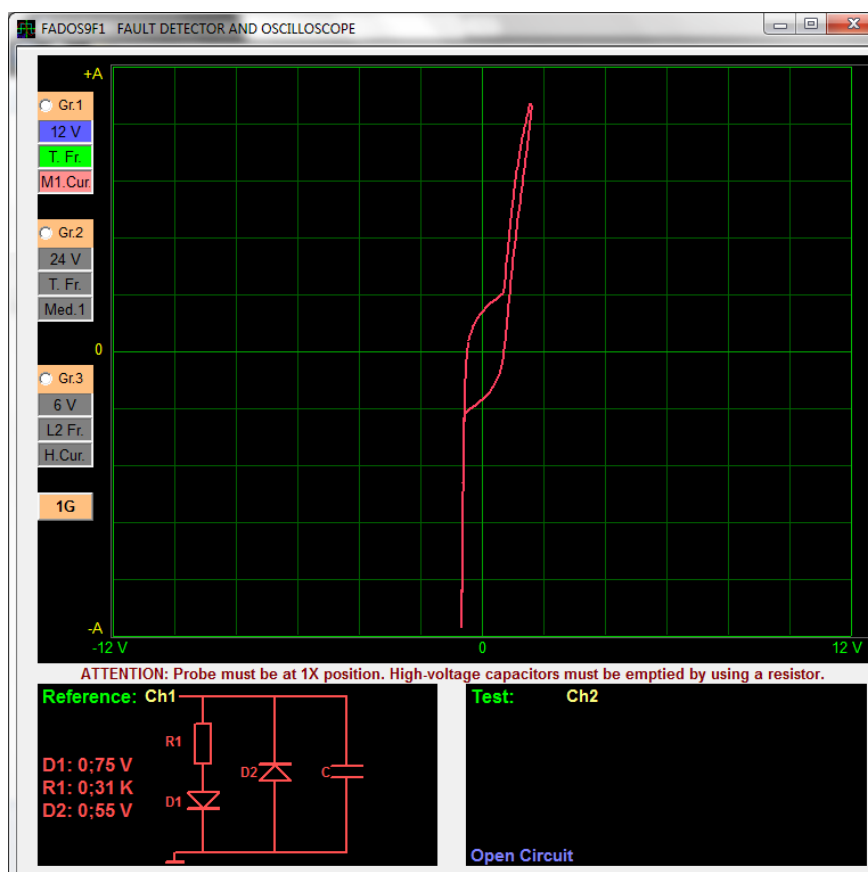 FADOS9F1 FAULT DETECTOR AND OSCILLOSCOPE
+A
Gr.1
12 V
T. Fr.
M1.Cur.
Gr.2
24 V
T. Fr.
Med.1
0
Gr.3
6 V
L2 Fr.
H.Cur.
1G
-A
-12 V
0
12 V
ATTENTION: Probe must be at 1X position. High-voltage capacitors must be emptied by using a resistor.
Reference: Ch1
R1
D1: 0;75 V
R1: 0;31 K
D2: 0;55 V
D1
D2
C
Test: Ch2
Open Circuit